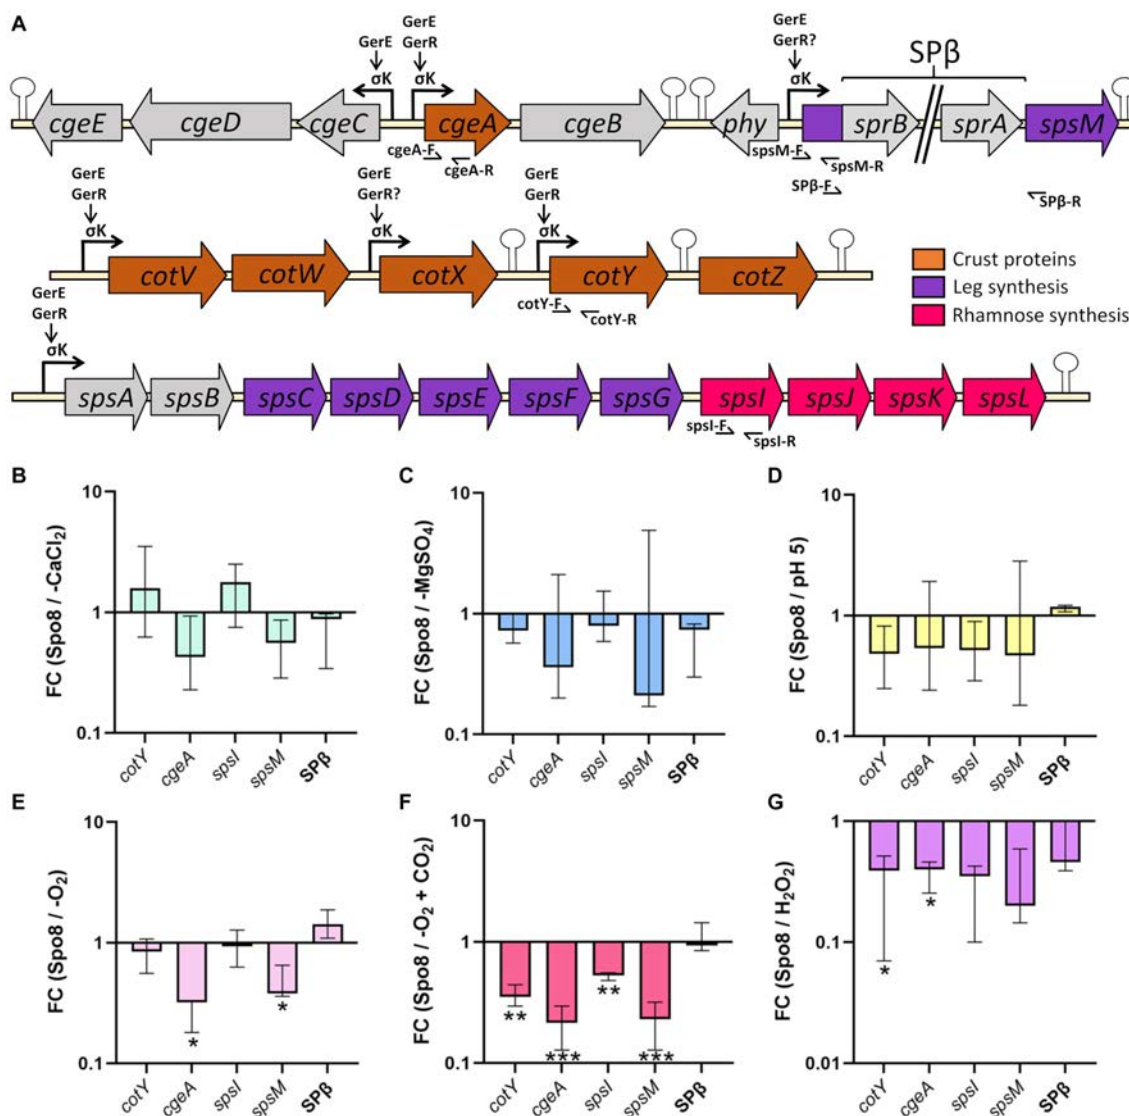 A
GerE
GerE GerR
σK σK
GerE
GerR?
σK
SPβ
cgeE cgeD cgeC cgeA cgeB phy sprB sprA spsM
cgeA-F cgeA-R spsM-F spsM-R
SPβ-F SPβ-R
GerE
GerR
σK
GerE
GerR?
σK
GerE
GerR
σK
cotV cotW cotX cotY cotZ
cotY-F cotY-R
Crust proteins
Leg synthesis
Rhamnose synthesis
GerE
GerR
σK
spsA spsB spsC spsD spsE spsF spsG spsI spsJ spsK spsL
spsI-F spsI-R
B
FC (Spo8 / -CaCl₂)
10
1
0.1
cotY cgeA spsI spsM SPβ
C
FC (Spo8 / -MgSO₄)
10
1
0.1
cotY cgeA spsI spsM SPβ
D
FC (Spo8 / pH 5)
10
1
0.1
cotY cgeA spsI spsM SPβ
E
FC (Spo8 / -O₂)
10
1
0.1
* *
cotY cgeA spsI spsM SPβ
F
FC (Spo8 / -O₂ + CO₂)
10
1
0.1
** *** ** ***
cotY cgeA spsI spsM SPβ
G
FC (Spo8 / H₂O₂)
1
0.1
0.01
* *
cotY cgeA spsI spsM SPβ